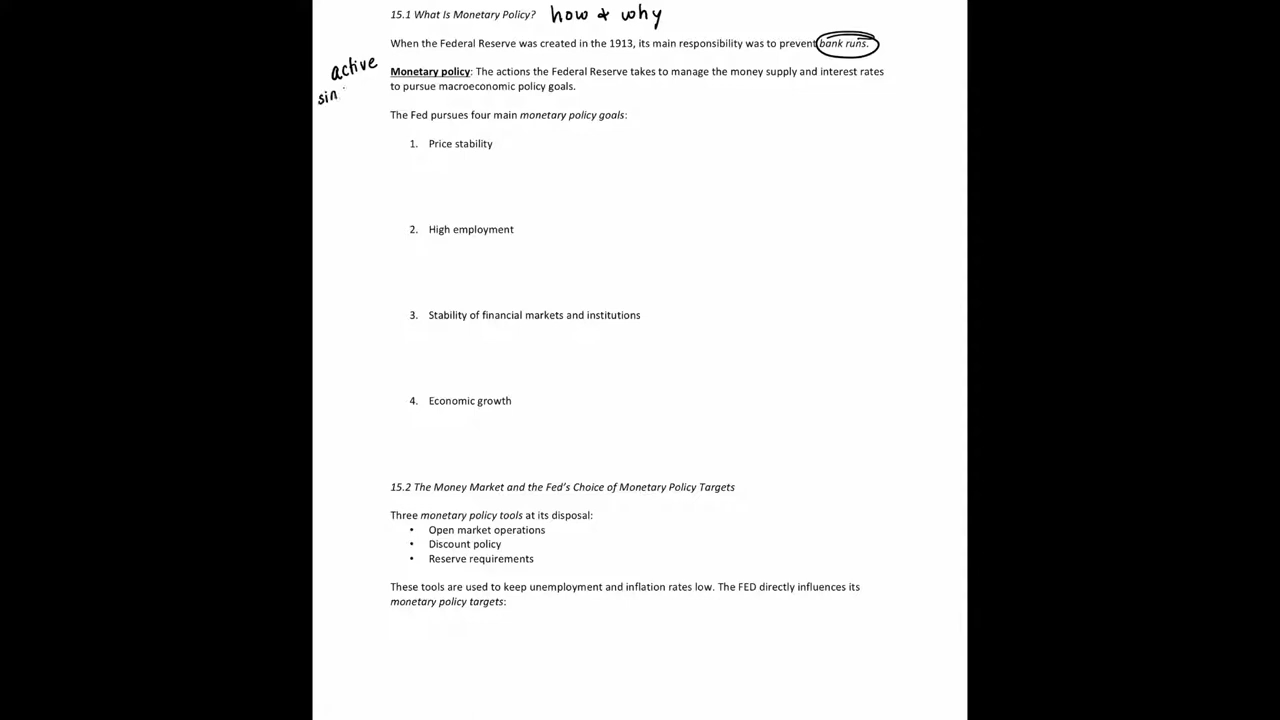 15.1 What Is Monetary Policy? how & why
When the Federal Reserve was created in the 1913, its main responsibility was to prevent bank runs.
active
Monetary policy: The actions the Federal Reserve takes to manage the money supply and interest rates
to pursue macroeconomic policy goals.
sin
The Fed pursues four main monetary policy goals:
1. Price stability
2. High employment
3. Stability of financial markets and institutions
4. Economic growth
15.2 The Money Market and the Fed's Choice of Monetary Policy Targets
Three monetary policy tools at its disposal:
• Open market operations
• Discount policy
• Reserve requirements
These tools are used to keep unemployment and inflation rates low. The FED directly influences its
monetary policy targets: